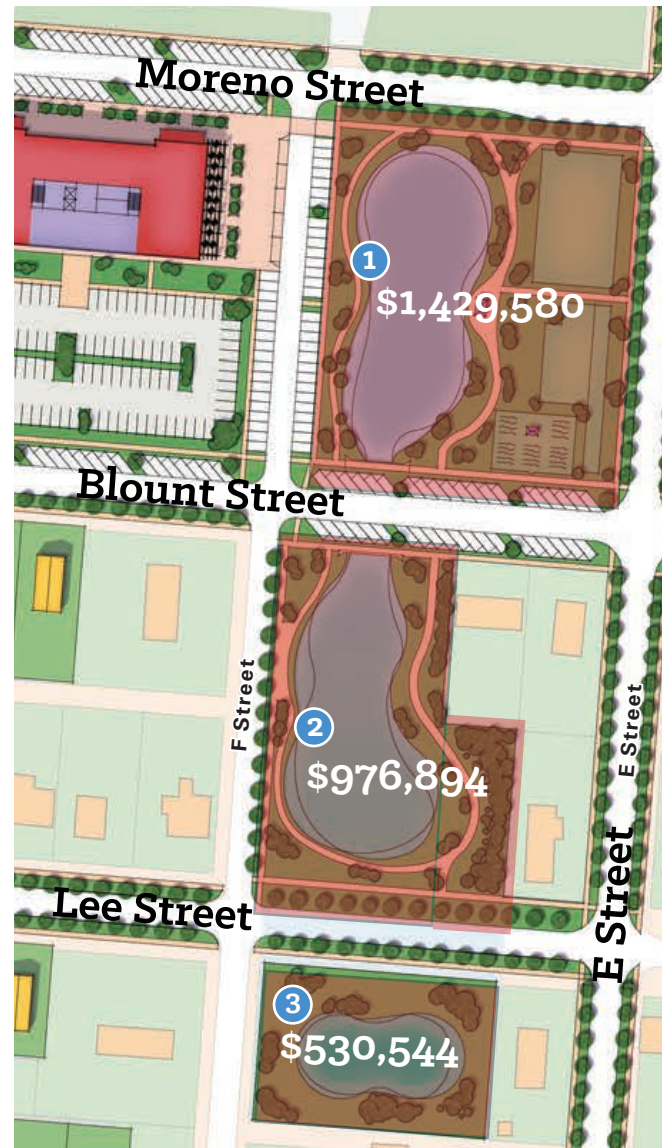 Moreno Street
1
$1,429,580
Blount Street
F Street
E Street
2
$976,894
E Street
Lee Street
3
$530,544